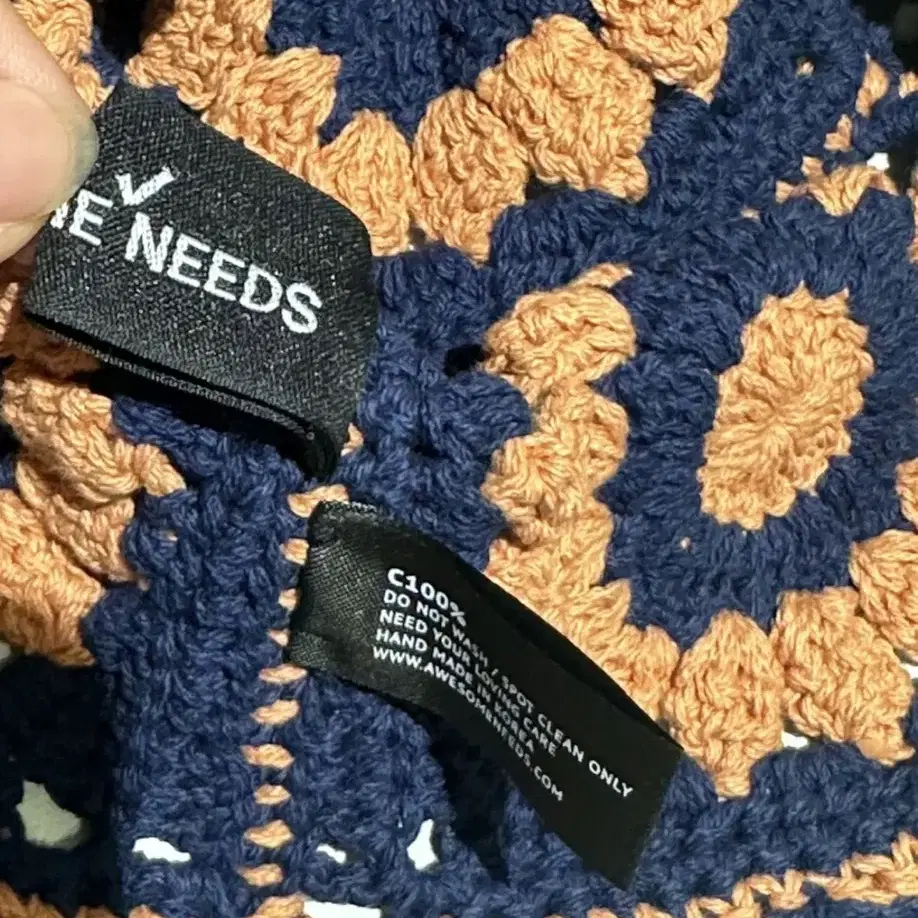 NEEDS
C100%
DO NOT WASH / SPOT CLEAN ONLY
NEED YOUR LOVING CARE
HAND MADE IN KOREA
WWW.AWESOMENEEDS.COM